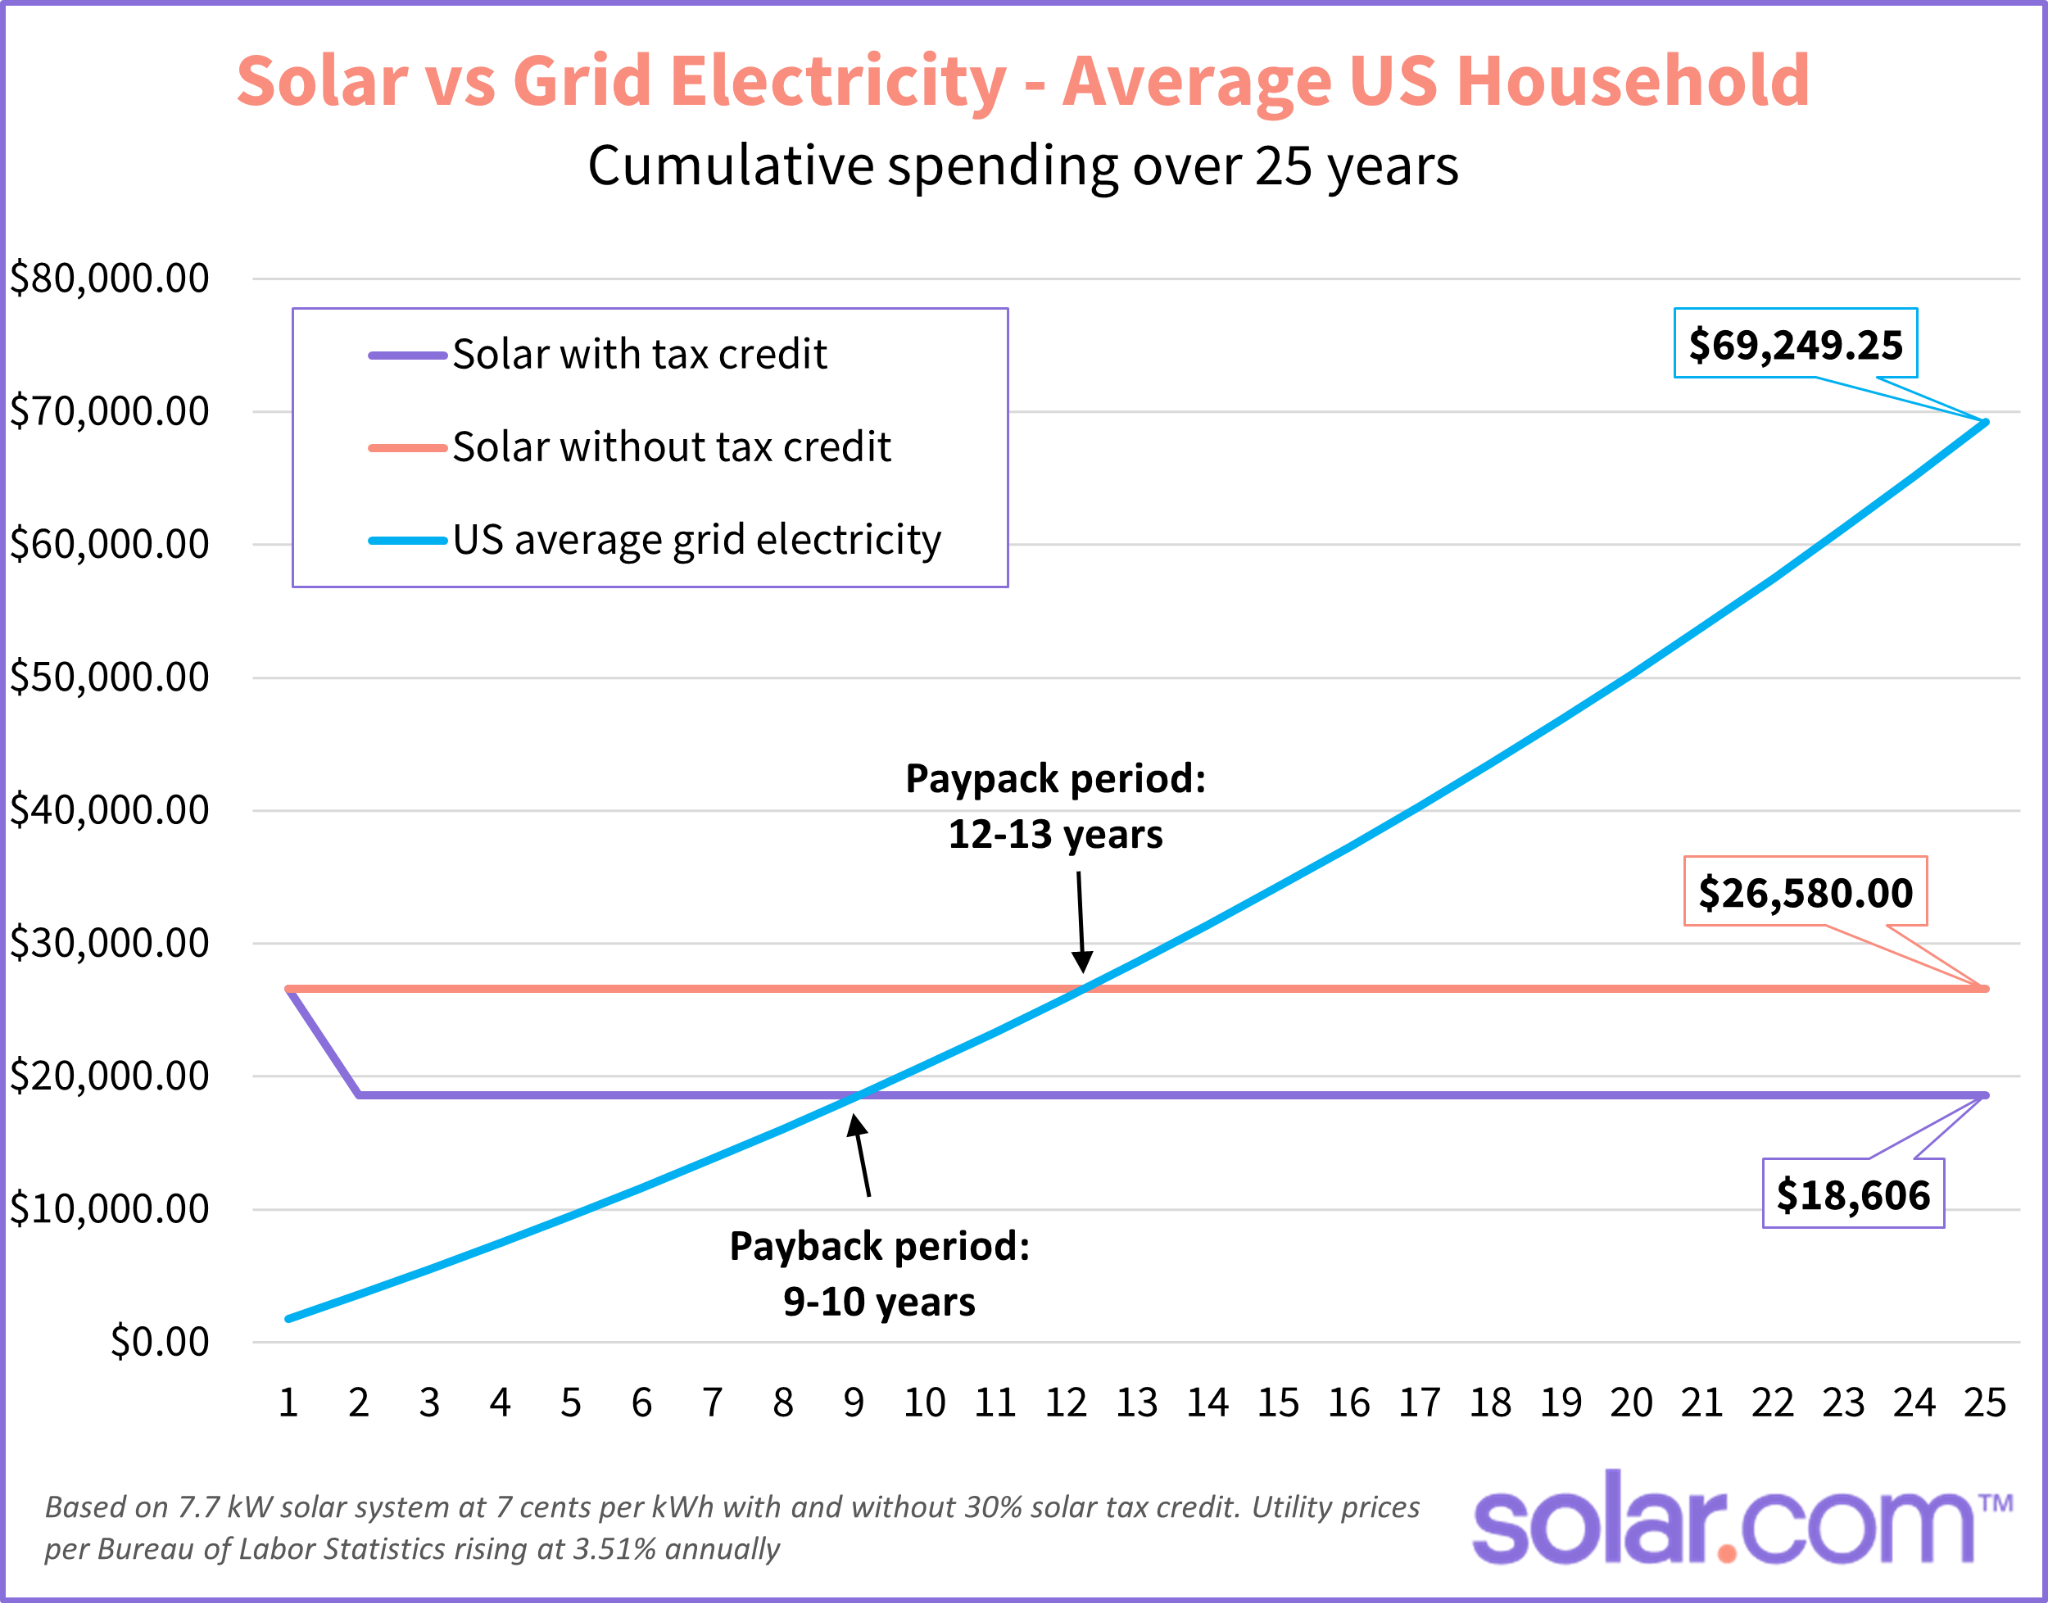 Solar vs Grid Electricity - Average US Household
Cumulative spending over 25 years
$80,000.00
$70,000.00
$60,000.00
$50,000.00
$40,000.00
$30,000.00
$20,000.00
$10,000.00
$0.00
Solar with tax credit
Solar without tax credit
US average grid electricity
$69,249.25
Paypack period:
12-13 years
$26,580.00
$18,606
Payback period:
9-10 years
1 2 3 4 5 6 7 8 9 10 11 12 13 14 15 16 17 18 19 20 21 22 23 24 25
Based on 7.7 kW solar system at 7 cents per kWh with and without 30% solar tax credit. Utility prices
per Bureau of Labor Statistics rising at 3.51% annually
solar.com™